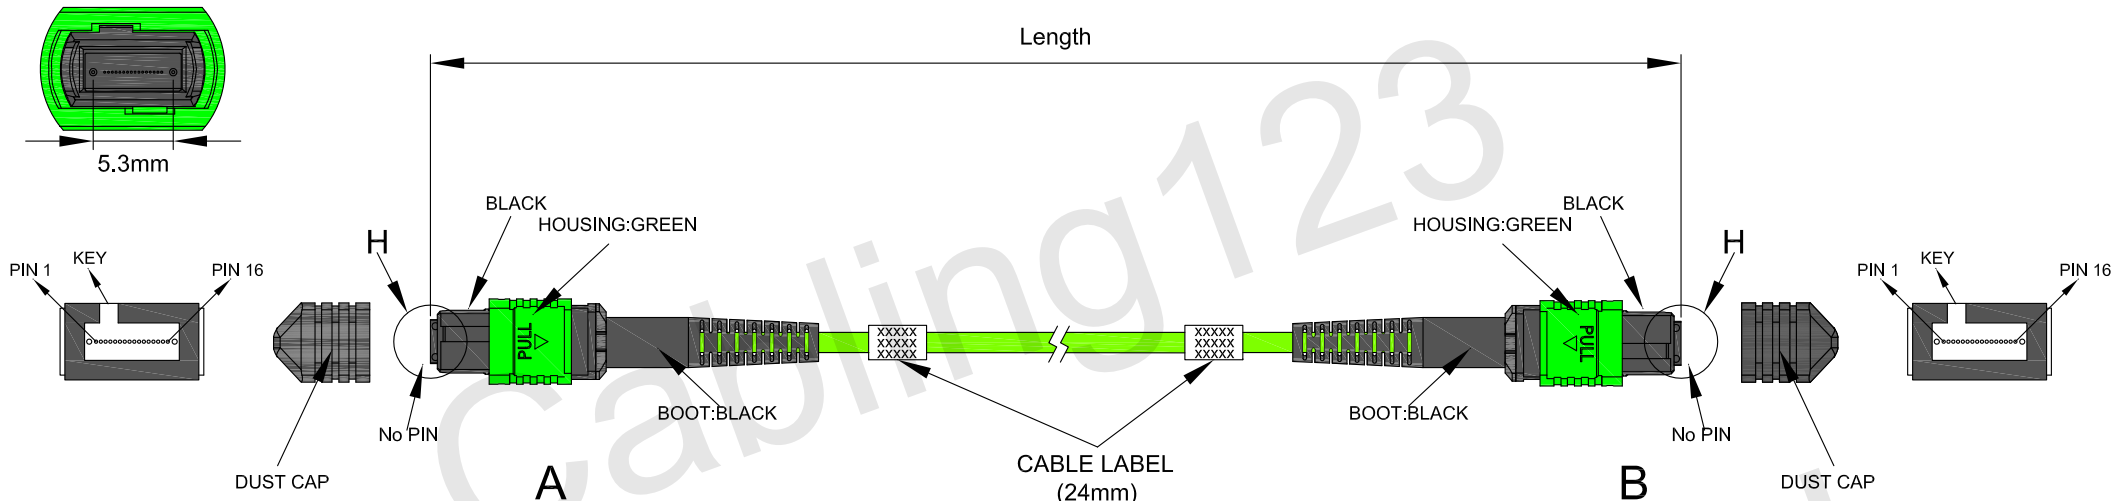 Length
5.3mm
Cabling123
BLACK
HOUSING:GREEN
H
KEY
PIN 1
PIN 16
PULL
XXXXX
XXXXX
XXXXX
BOOT:BLACK
No PIN
DUST CAP
A
CABLE LABEL
(24mm)
BLACK
HOUSING:GREEN
H
KEY
PIN 1
PIN 16
XXXXX
XXXXX
XXXXX
PULL
BOOT:BLACK
No PIN
DUST CAP
B